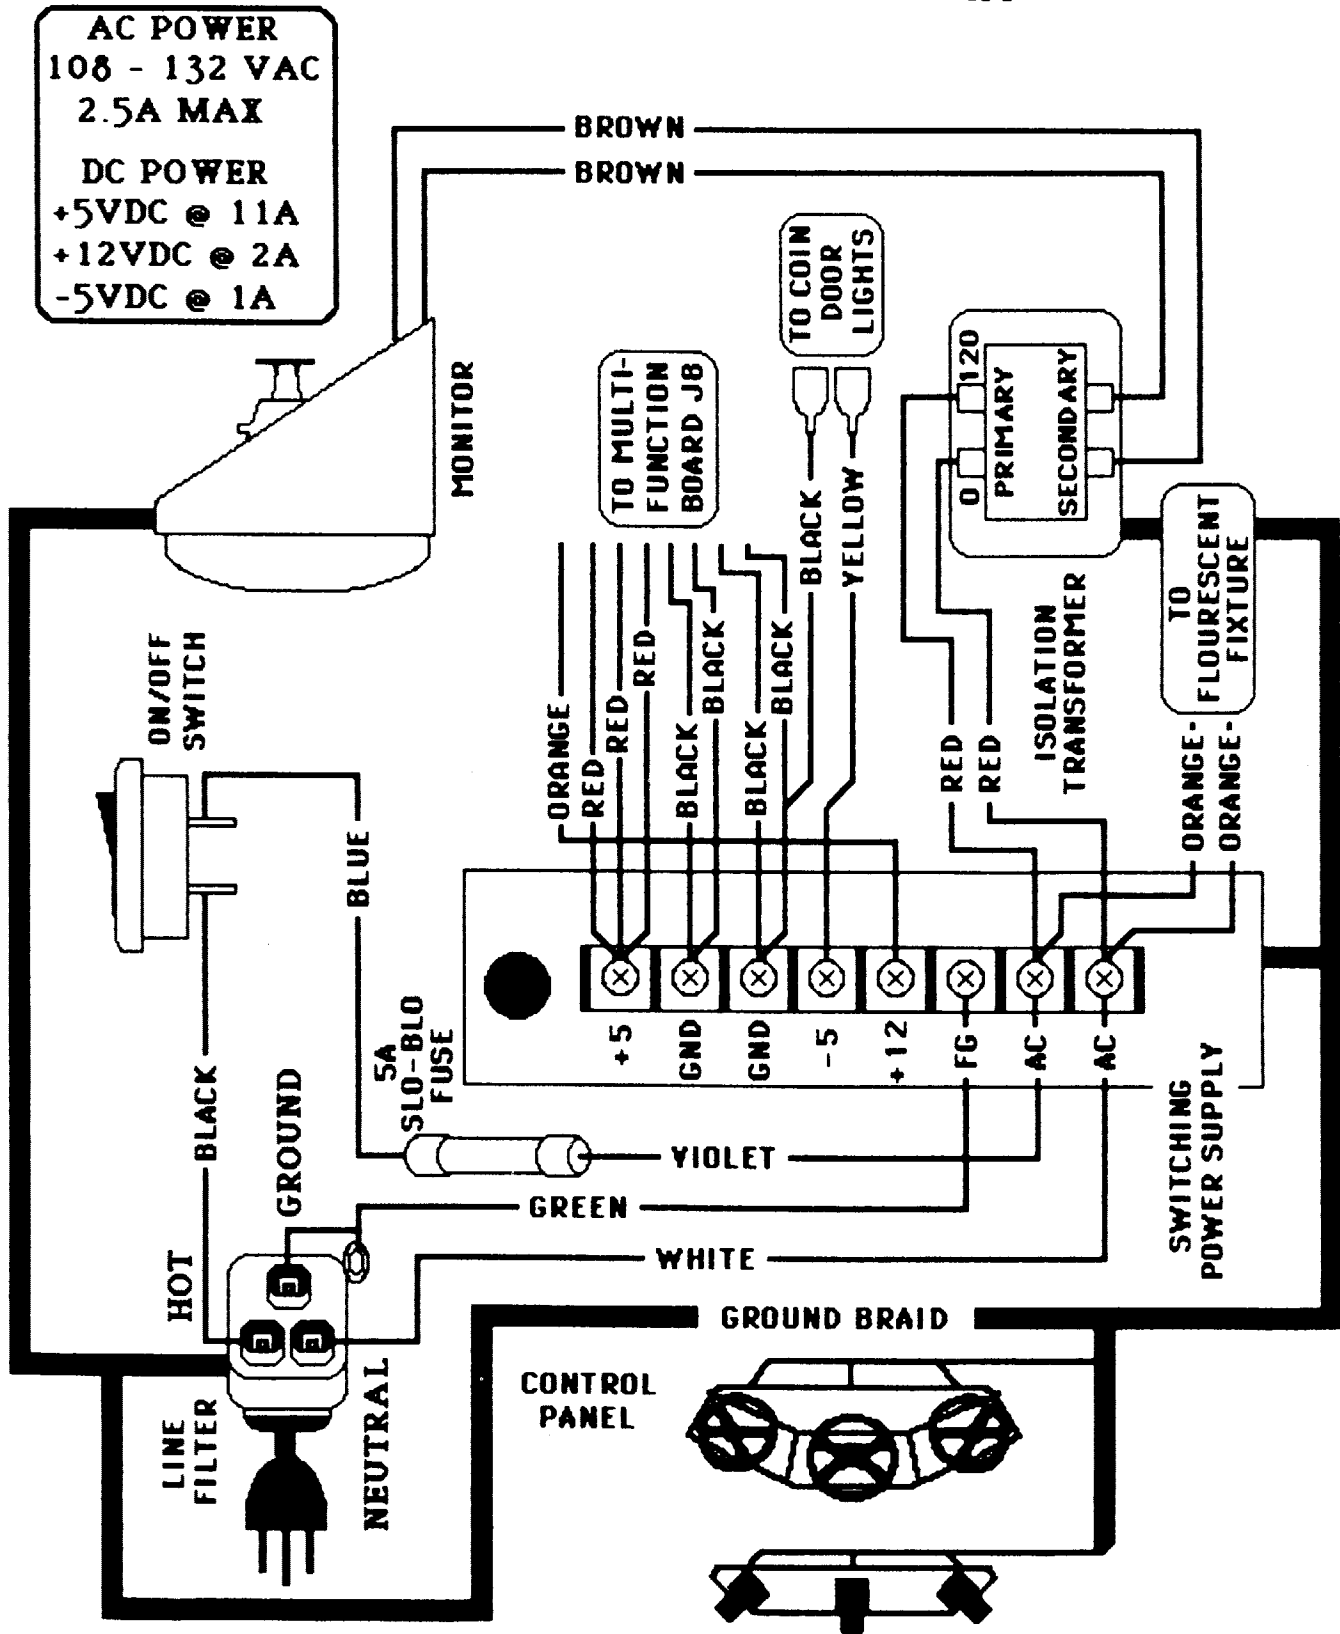 AC POWER
108 - 132 VAC
2.5A MAX
DC POWER
+5VDC @ 11A
+12VDC @ 2A
-5VDC @ 1A
BROWN
BROWN
MONITOR
TO MULTI-
FUNCTION
BOARD J8
TO COIN
DOOR
LIGHTS
120
0
PRIMARY
SECONDARY
ISOLATION
TRANSFORMER
TO
FLOURESCENT
FIXTURE
ON/OFF
SWITCH
BLUE
BLACK
ORANGE
RED
RED
RED
BLACK
BLACK
BLACK
BLACK
BLACK
YELLOW
RED
RED
ORANGE-
ORANGE-
+5
GND
GND
-5
+12
FG
AC
AC
SWITCHING
POWER SUPPLY
5A
SLO-BLO
FUSE
VIOLET
GREEN
WHITE
GROUND
HOT
NEUTRAL
LINE
FILTER
GROUND BRAID
CONTROL
PANEL